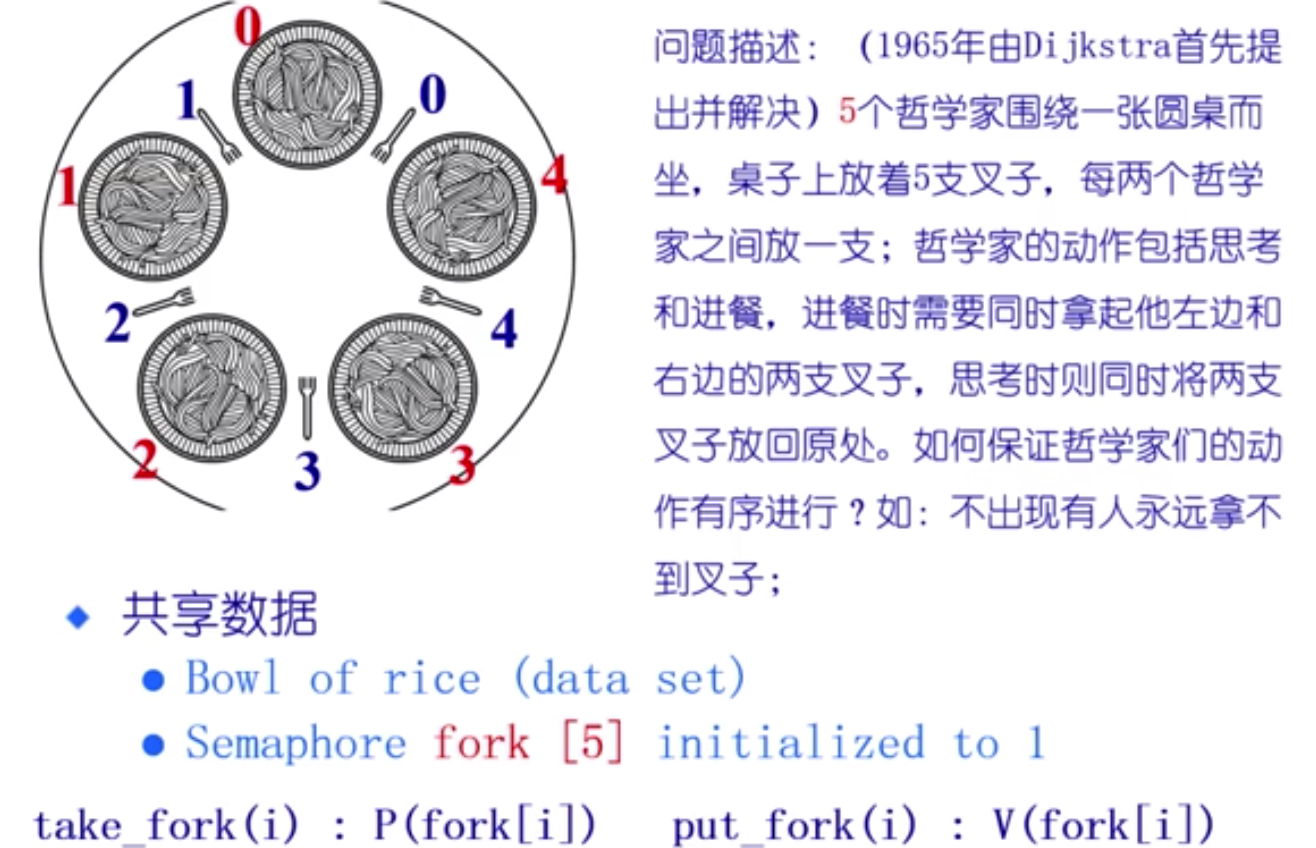 0
1
0
1
4
2
4
2
3
3
问题描述：（1965年由Dijkstra首先提
出并解决）5个哲学家围绕一张圆桌而
坐，桌子上放着5支叉子，每两个哲学
家之间放一支；哲学家的动作包括思考
和进餐，进餐时需要同时拿起他左边和
右边的两支叉子，思考时则同时将两支
叉子放回原处。如何保证哲学家们的动
作有序进行？如：不出现有人永远拿不
到叉子；
共享数据
Bowl of rice (data set)
Semaphore fork [5] initialized to 1
take_fork(i) : P(fork[i]) put_fork(i) : V(fork[i])